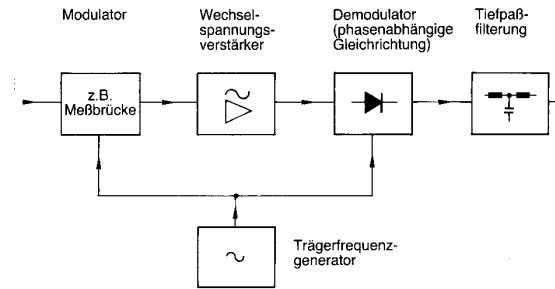 Modulator
Wechsel-
spannungs-
verstärker
Demodulator
(phasenabhängige
Gleichrichtung)
Tiefpaß-
filterung
z.B.
Meßbrücke
Trägerfrequenz-
generator